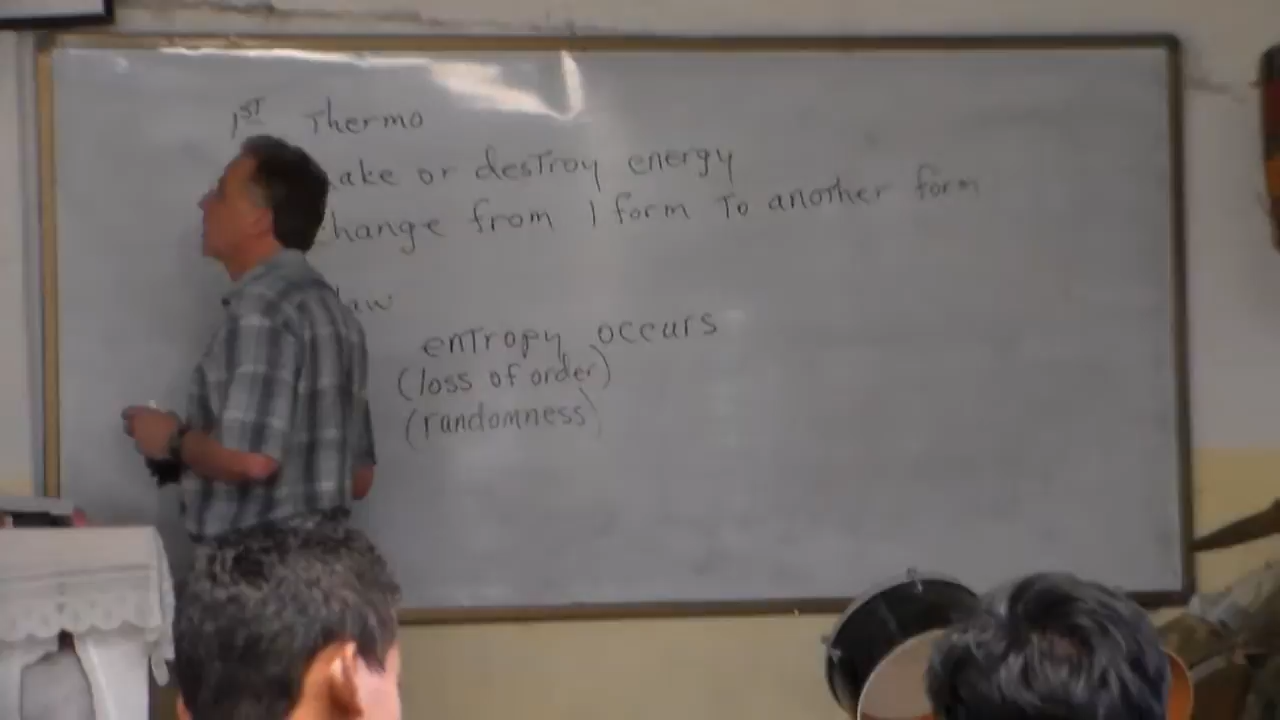 1ST Thermo
ake or destroy energy
hange from 1 form To another form
law
entropy occurs
(loss of order)
(randomness)